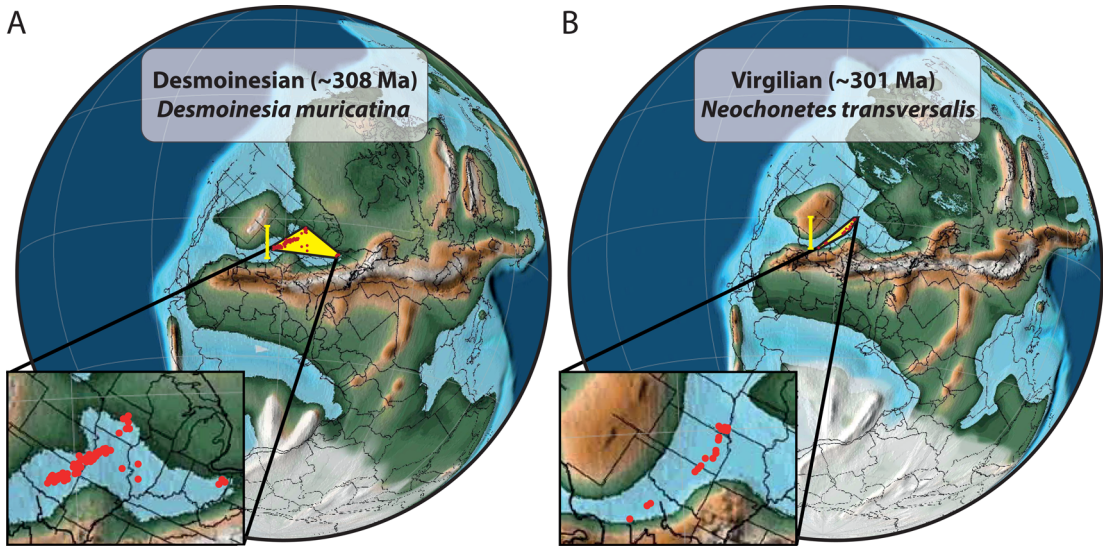 A
Desmoinesian (~308 Ma)
Desmoinesia muricatina
B
Virgilian (~301 Ma)
Neochonetes transversalis